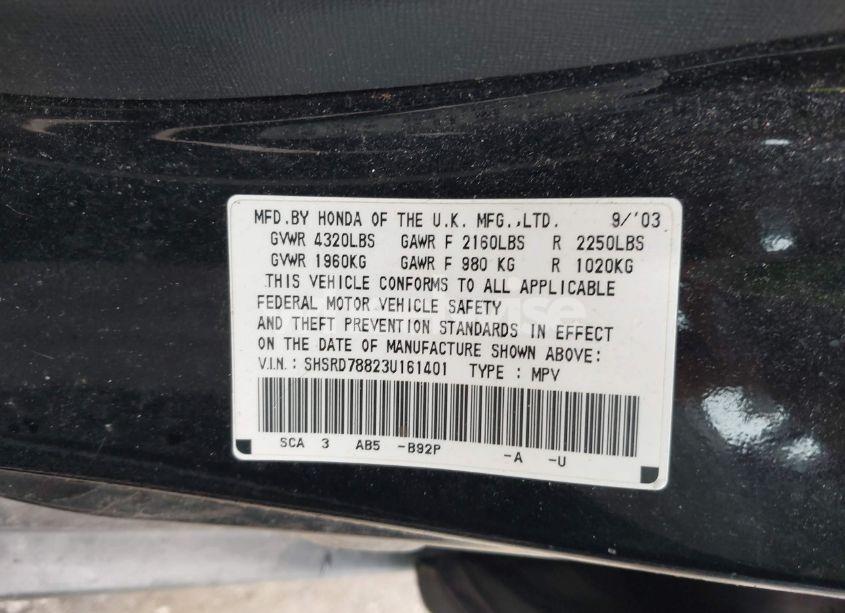 MFD.BY HONDA OF THE U.K. MFG.,LTD. 9/'03
GVWR 4320LBS GAWR F 2160LBS R 2250LBS
GVWR 1960KG GAWR F 980 KG R 1020KG
THIS VEHICLE CONFORMS TO ALL APPLICABLE
FEDERAL MOTOR VEHICLE SAFETY
AND THEFT PREVENTION STANDARDS IN EFFECT
ON THE DATE OF MANUFACTURE SHOWN ABOVE:
V.I.N.: SHSRD78823U161401 TYPE : MPV
SCA 3 AB5 -B92P -A -U